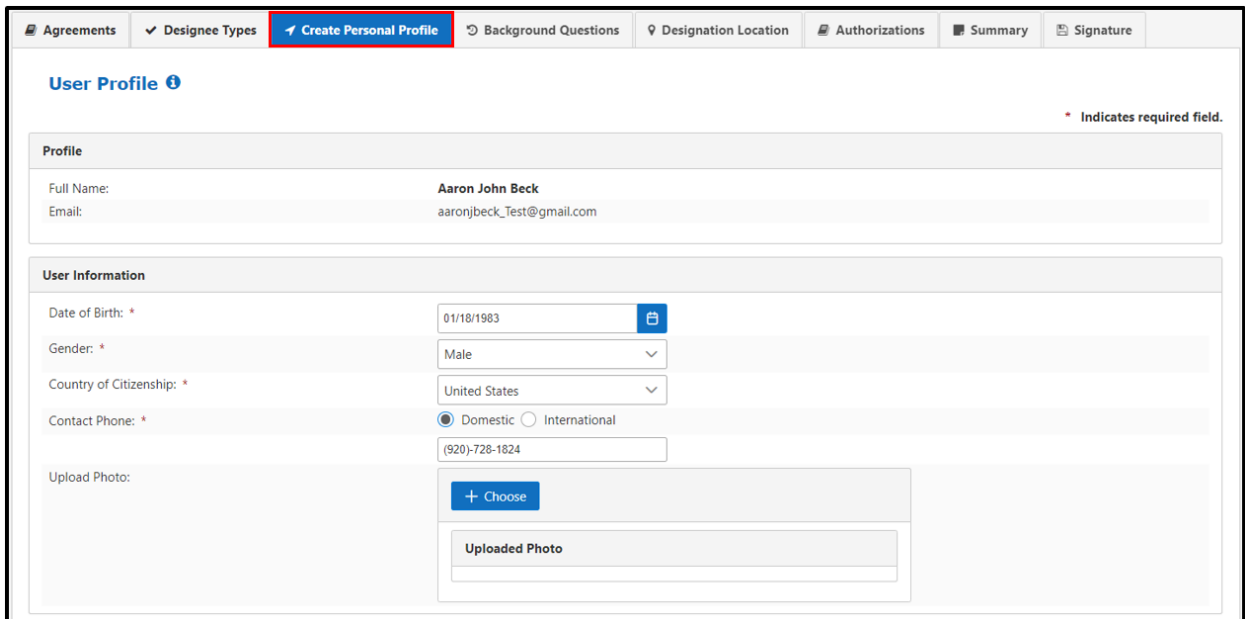 Agreements Designee Types Create Personal Profile Background Questions Designation Location Authorizations Summary Signature
User Profile
* Indicates required field.
Profile
Full Name: Aaron John Beck
Email: aaronjbeck_Test@gmail.com
User Information
Date of Birth: * 01/18/1983
Gender: * Male
Country of Citizenship: * United States
Contact Phone: * Domestic International
(920)-728-1824
Upload Photo:
+ Choose
Uploaded Photo